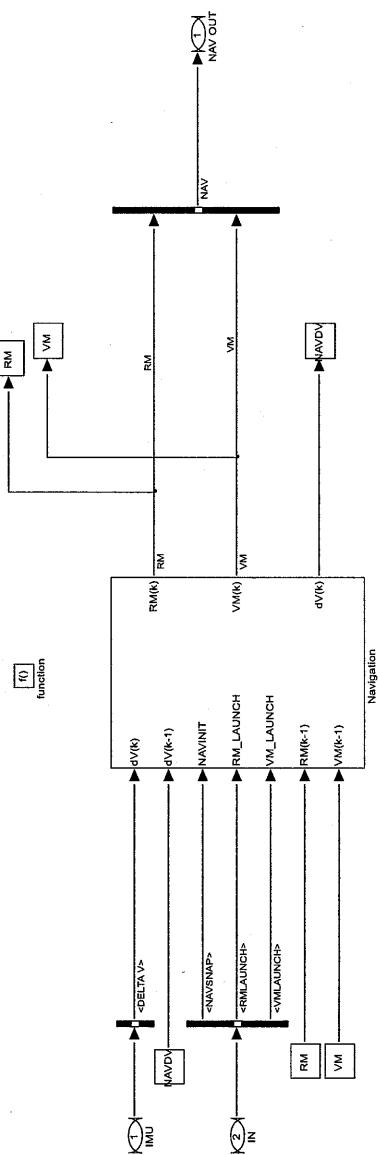 f()
function
1
IMU
<DELTA V>
dV(k)
NAVDV
dV(k-1)
<NAVSNAP>
NAVINIT
2
IN
<RMLAUNCH>
RM_LAUNCH
<VMLAUNCH>
VM_LAUNCH
RM
RM(k-1)
VM
VM(k-1)
Navigation
RM(k)
RM
RM
RM
VM(k)
VM
VM
VM
dV(k)
NAVDV
NAV
1
NAV OUT